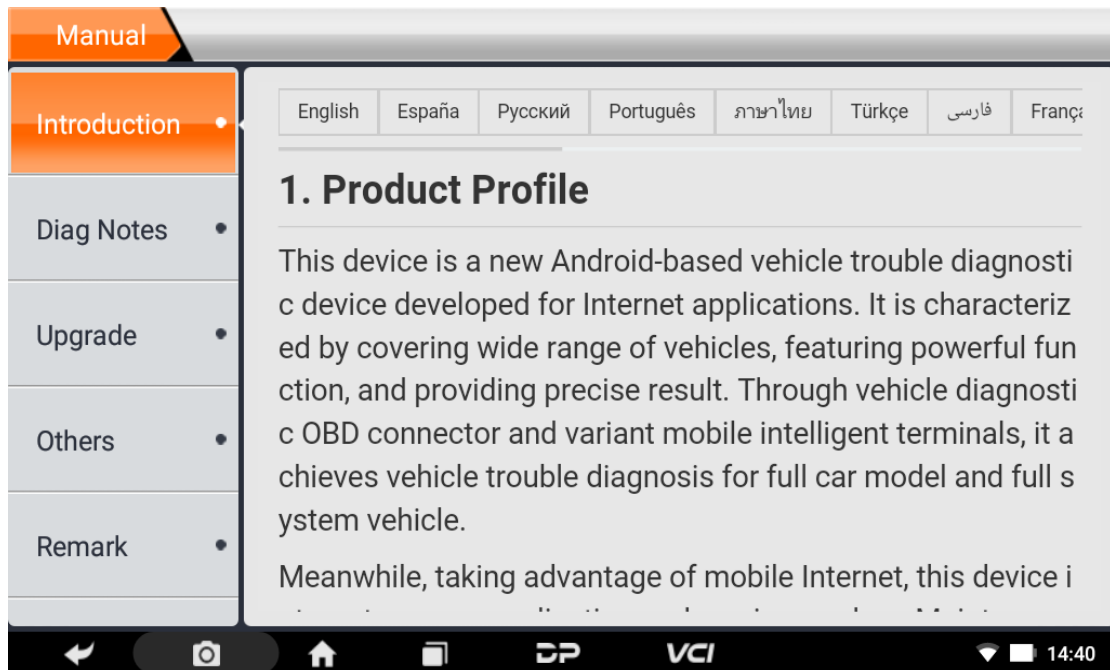 Manual
Introduction
Diag Notes
Upgrade
Others
Remark
English España Русский Português ภาษาไทย Türkçe فارسی França
1. Product Profile
This device is a new Android-based vehicle trouble diagnosti
c device developed for Internet applications. It is characteriz
ed by covering wide range of vehicles, featuring powerful fun
ction, and providing precise result. Through vehicle diagnosti
c OBD connector and variant mobile intelligent terminals, it a
chieves vehicle trouble diagnosis for full car model and full s
ystem vehicle.
Meanwhile, taking advantage of mobile Internet, this device i
DP VCI 14:40